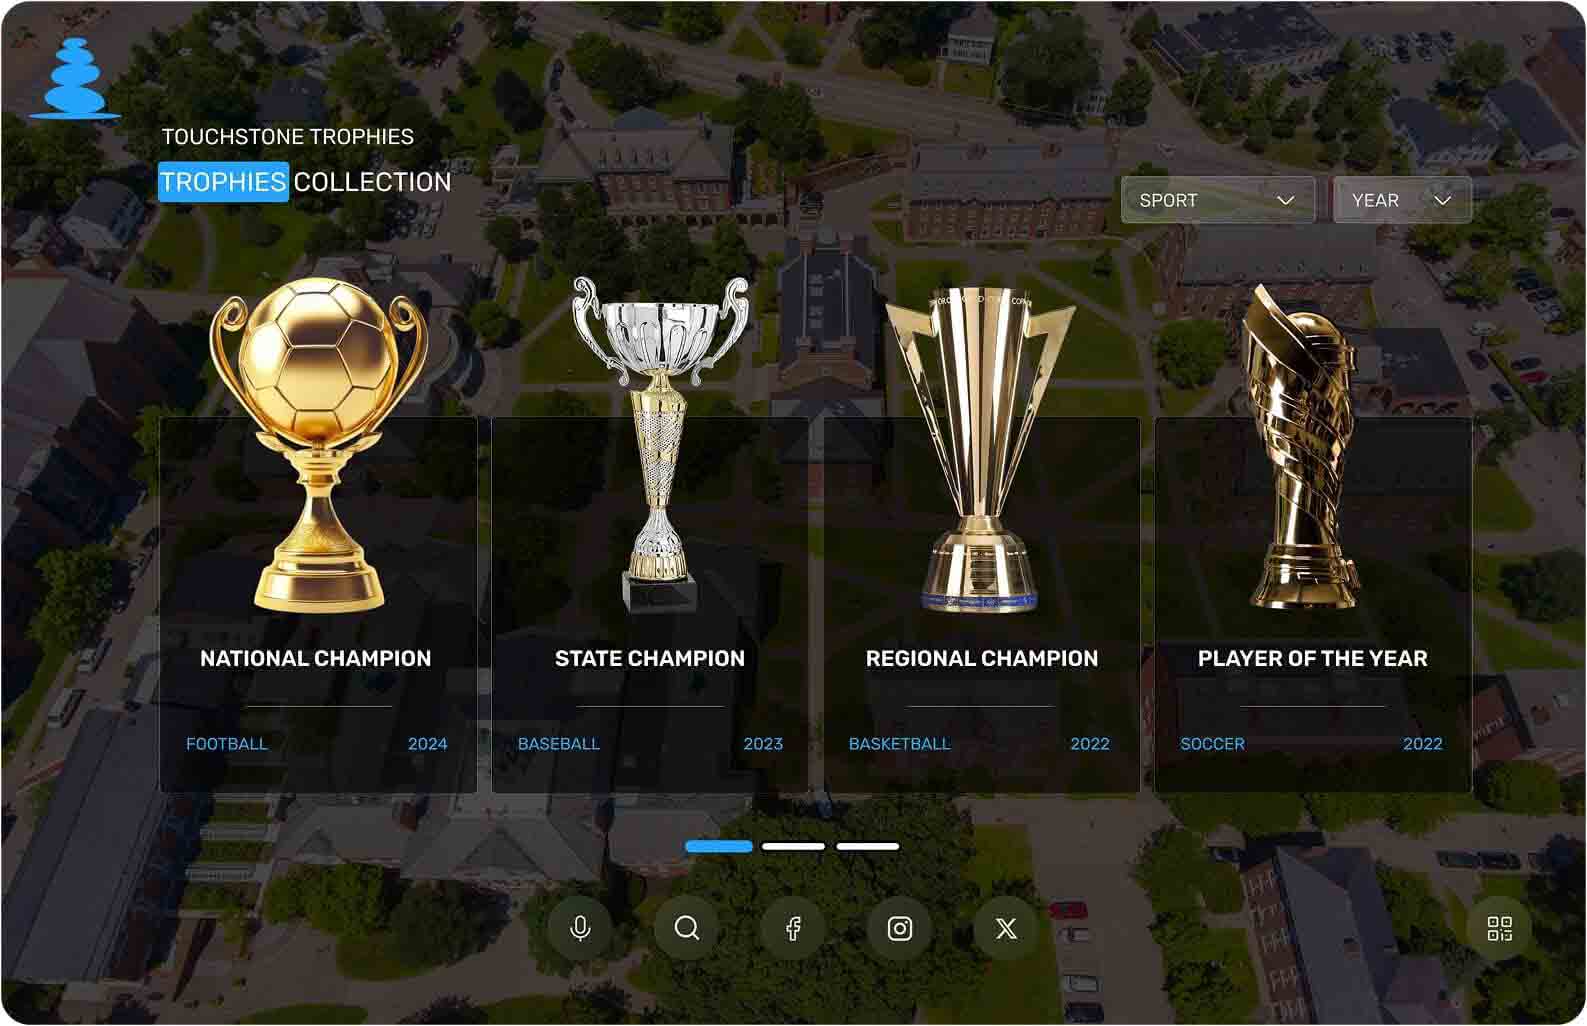 TOUCHSTONE TROPHIES
TROPHIES COLLECTION
SPORT
YEAR
NATIONAL CHAMPION
STATE CHAMPION
REGIONAL CHAMPION
PLAYER OF THE YEAR
FOOTBALL 2024
BASEBALL 2023
BASKETBALL 2022
SOCCER 2022